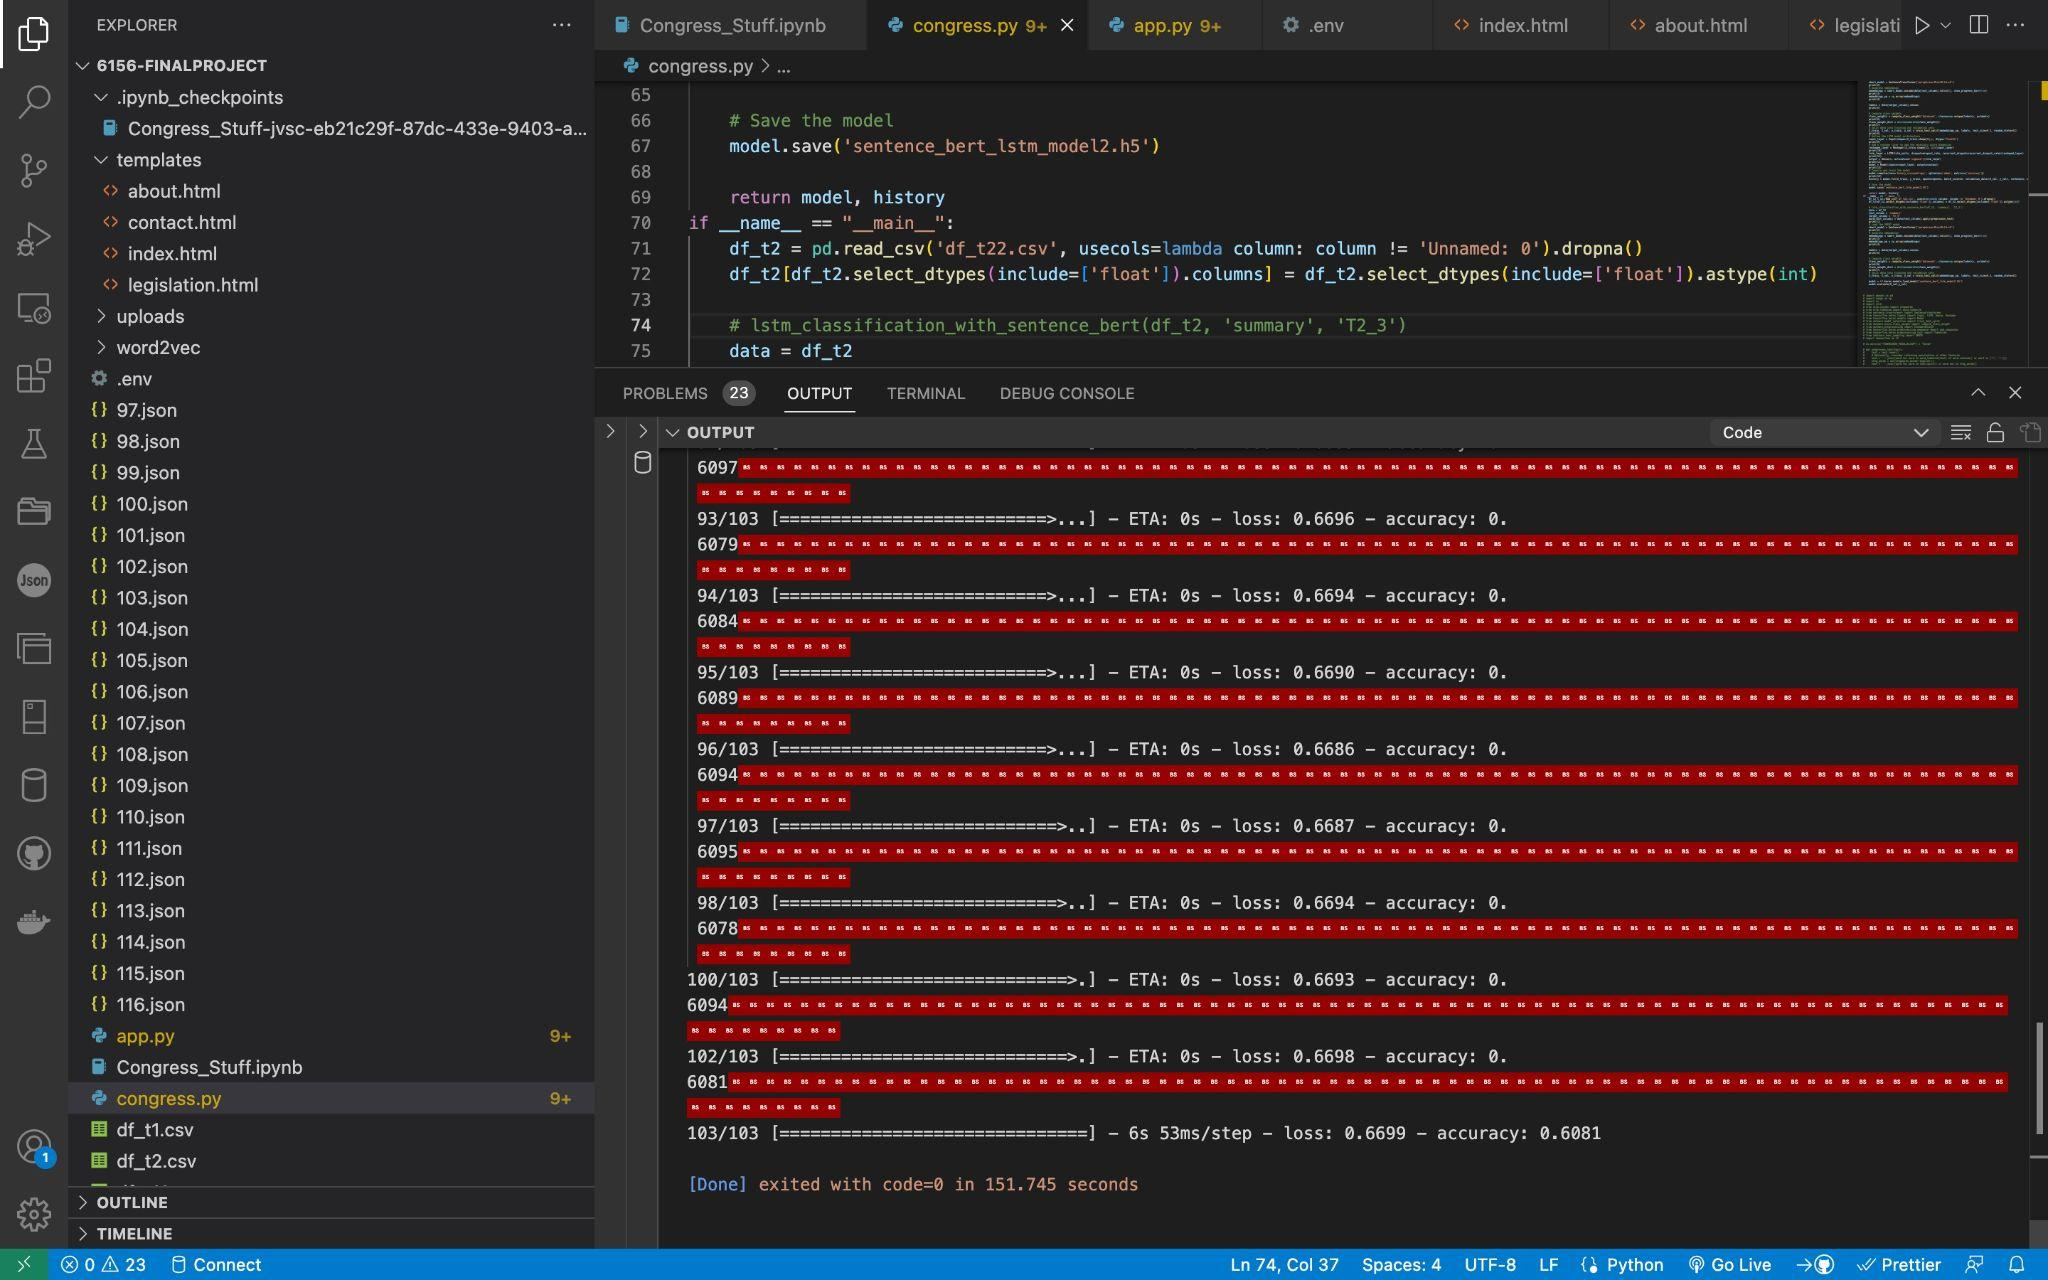 EXPLORER
6156-FINALPROJECT
.ipynb_checkpoints
Congress_Stuff-jvsc-eb21c29f-87dc-433e-9403-a...
templates
about.html
contact.html
index.html
legislation.html
uploads
word2vec
.env
97.json
98.json
99.json
100.json
101.json
102.json
103.json
104.json
105.json
106.json
107.json
108.json
109.json
110.json
111.json
112.json
113.json
114.json
115.json
116.json
app.py 9+
Congress_Stuff.ipynb
congress.py 9+
df_t1.csv
df_t2.csv
OUTLINE
TIMELINE
Json
1
Congress_Stuff.ipynb congress.py 9+ app.py 9+ .env index.html about.html legislati
congress.py > ...
65
66 # Save the model
67 model.save('sentence_bert_lstm_model2.h5')
68
69 return model, history
70 if __name__ == "__main__":
71 df_t2 = pd.read_csv('df_t22.csv', usecols=lambda column: column != 'Unnamed: 0').dropna()
72 df_t2[df_t2.select_dtypes(include=['float']).columns] = df_t2.select_dtypes(include=['float']).astype(int)
73
74 # lstm_classification_with_sentence_bert(df_t2, 'summary', 'T2_3')
75 data = df_t2
PROBLEMS 23 OUTPUT TERMINAL DEBUG CONSOLE
OUTPUT Code
6097
93/103 [==========================>...] - ETA: 0s - loss: 0.6696 - accuracy: 0.
6079
94/103 [==========================>...] - ETA: 0s - loss: 0.6694 - accuracy: 0.
6084
95/103 [==========================>...] - ETA: 0s - loss: 0.6690 - accuracy: 0.
6089
96/103 [==========================>...] - ETA: 0s - loss: 0.6686 - accuracy: 0.
6094
97/103 [===========================>..] - ETA: 0s - loss: 0.6687 - accuracy: 0.
6095
98/103 [===========================>..] - ETA: 0s - loss: 0.6694 - accuracy: 0.
6078
100/103 [============================>.] - ETA: 0s - loss: 0.6693 - accuracy: 0.
6094
102/103 [============================>.] - ETA: 0s - loss: 0.6698 - accuracy: 0.
6081
103/103 [==============================] - 6s 53ms/step - loss: 0.6699 - accuracy: 0.6081
[Done] exited with code=0 in 151.745 seconds
0 23 Connect Ln 74, Col 37 Spaces: 4 UTF-8 LF Python Go Live Prettier